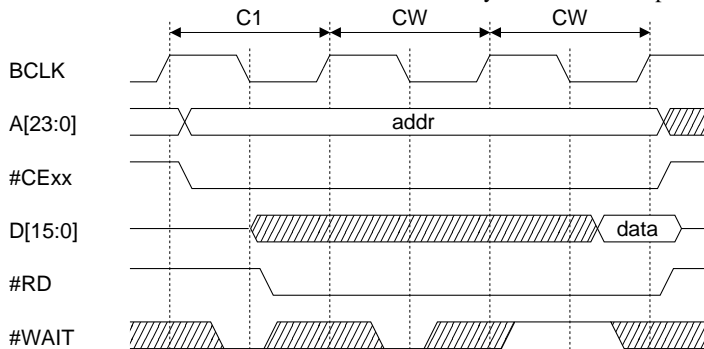 C1 CW CW
BCLK
A[23:0] addr
#CExx
D[15:0] data
#RD
#WAIT